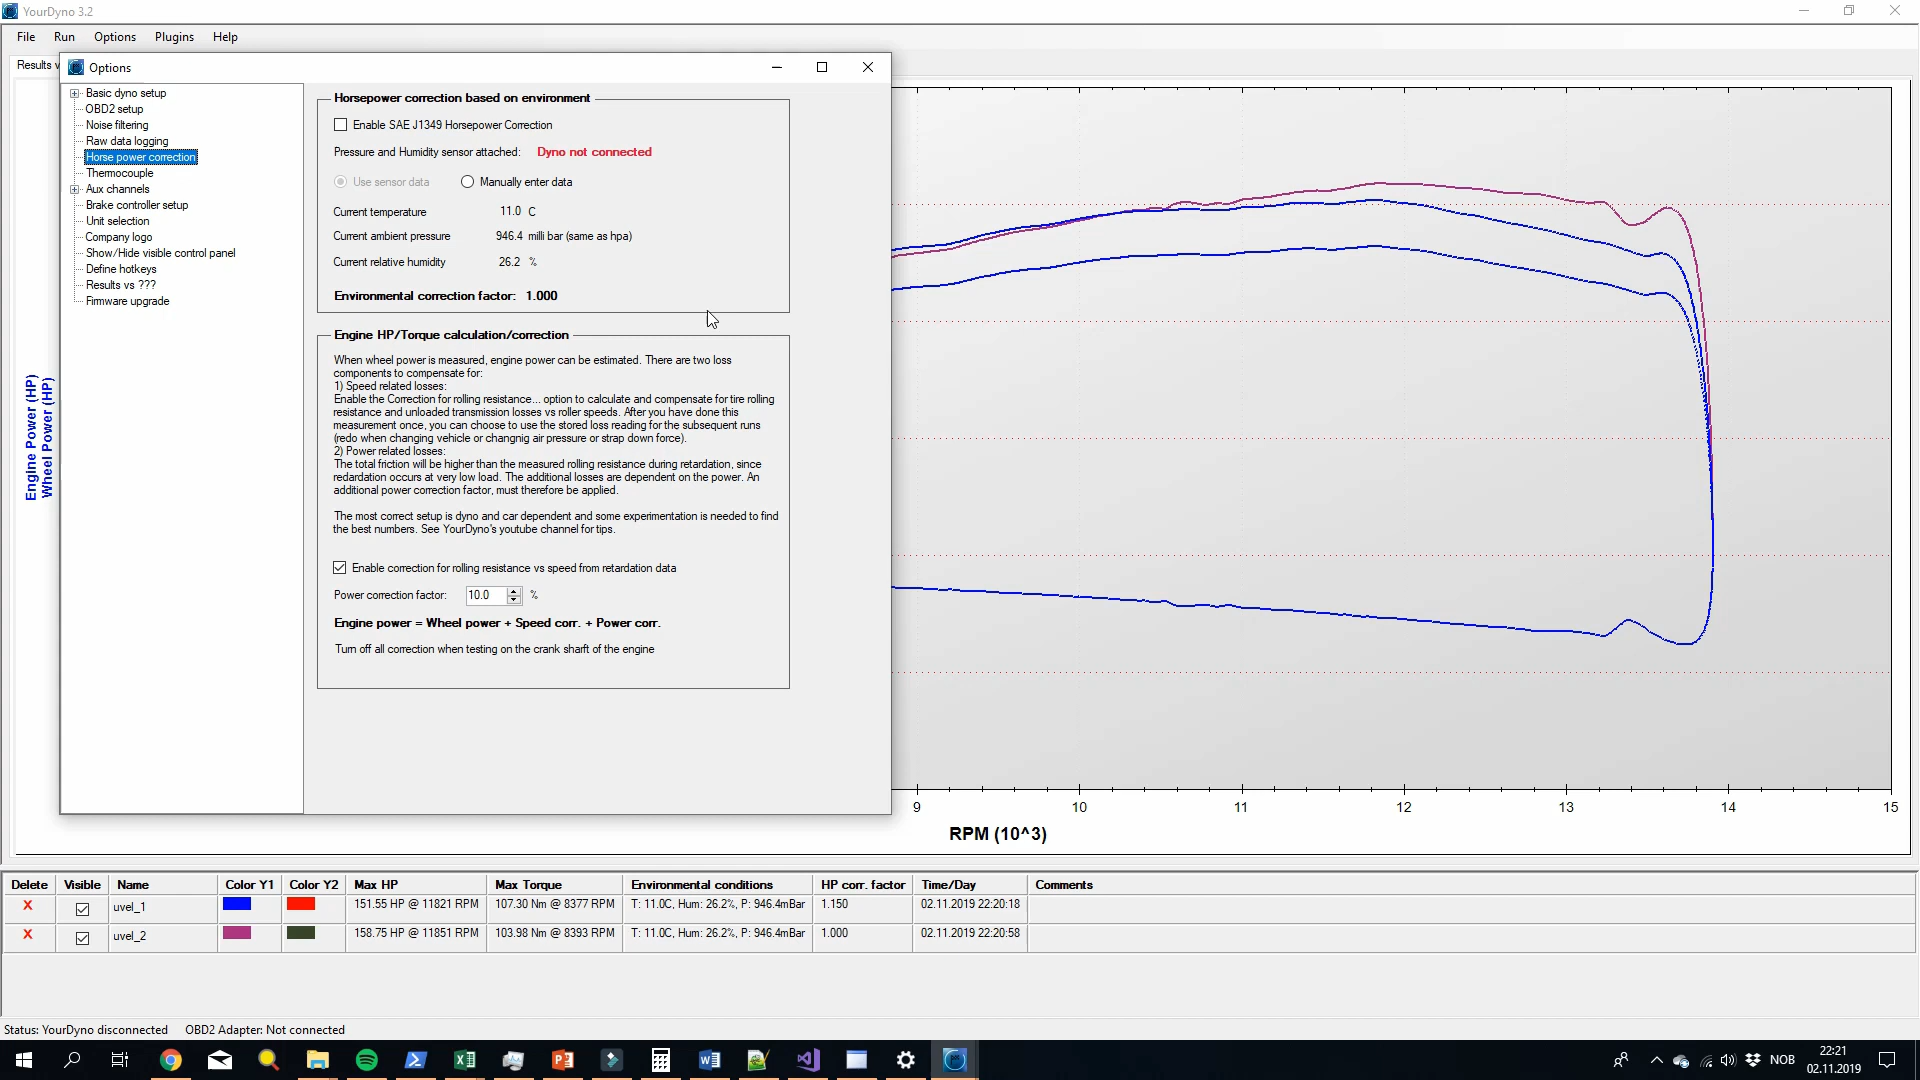 YourDyno 3.2
File Run Options Plugins Help
Results v
Options
Basic dyno setup
OBD2 setup
Noise filtering
Raw data logging
Horse power correction
Thermocouple
Aux channels
Brake controller setup
Unit selection
Company logo
Show/Hide visible control panel
Define hotkeys
Results vs ???
Firmware upgrade
Horsepower correction based on environment
Enable SAE J1349 Horsepower Correction
Pressure and Humidity sensor attached: Dyno not connected
Use sensor data Manually enter data
Current temperature 11.0 C
Current ambient pressure 946.4 milli bar (same as hpa)
Current relative humidity 26.2 %
Environmental correction factor: 1.000
Engine HP/Torque calculation/correction
When wheel power is measured, engine power can be estimated. There are two loss
components to compensate for:
1) Speed related losses:
Enable the Correction for rolling resistance... option to calculate and compensate for tire rolling
resistance and unloaded transmission losses vs roller speeds. After you have done this
measurement once, you can choose to use the stored loss reading for the subsequent runs
(redo when changing vehicle or changnig air pressure or strap down force).
2) Power related losses:
The total friction will be higher than the measured rolling resistance during retardation, since
redardation occurs at very low load. The additional losses are dependent on the power. An
additional power correction factor, must therefore be applied.
The most correct setup is dyno and car dependent and some experimentation is needed to find
the best numbers. See YourDyno's youtube channel for tips.
Enable correction for rolling resistance vs speed from retardation data
Power correction factor: 10.0 %
Engine power = Wheel power + Speed corr. + Power corr.
Turn off all correction when testing on the crank sharft of the engine
Engine Power (HP)
Wheel Power (HP)
9 10 11 12 13 14 15
RPM (10^3)
Delete Visible Name Color Y1 Color Y2 Max HP Max Torque Environmental conditions HP corr. factor Time/Day Comments
X uvel_1 151.55 HP @ 11821 RPM 107.30 Nm @ 8377 RPM T: 11.0C, Hum: 26.2%, P: 946.4mBar 1.150 02.11.2019 22:20:18
X uvel_2 158.75 HP @ 11851 RPM 103.98 Nm @ 8393 RPM T: 11.0C, Hum: 26.2%, P: 946.4mBar 1.000 02.11.2019 22:20:58
Status: YourDyno disconnected OBD2 Adapter: Not connected
NOB
22:21
02.11.2019